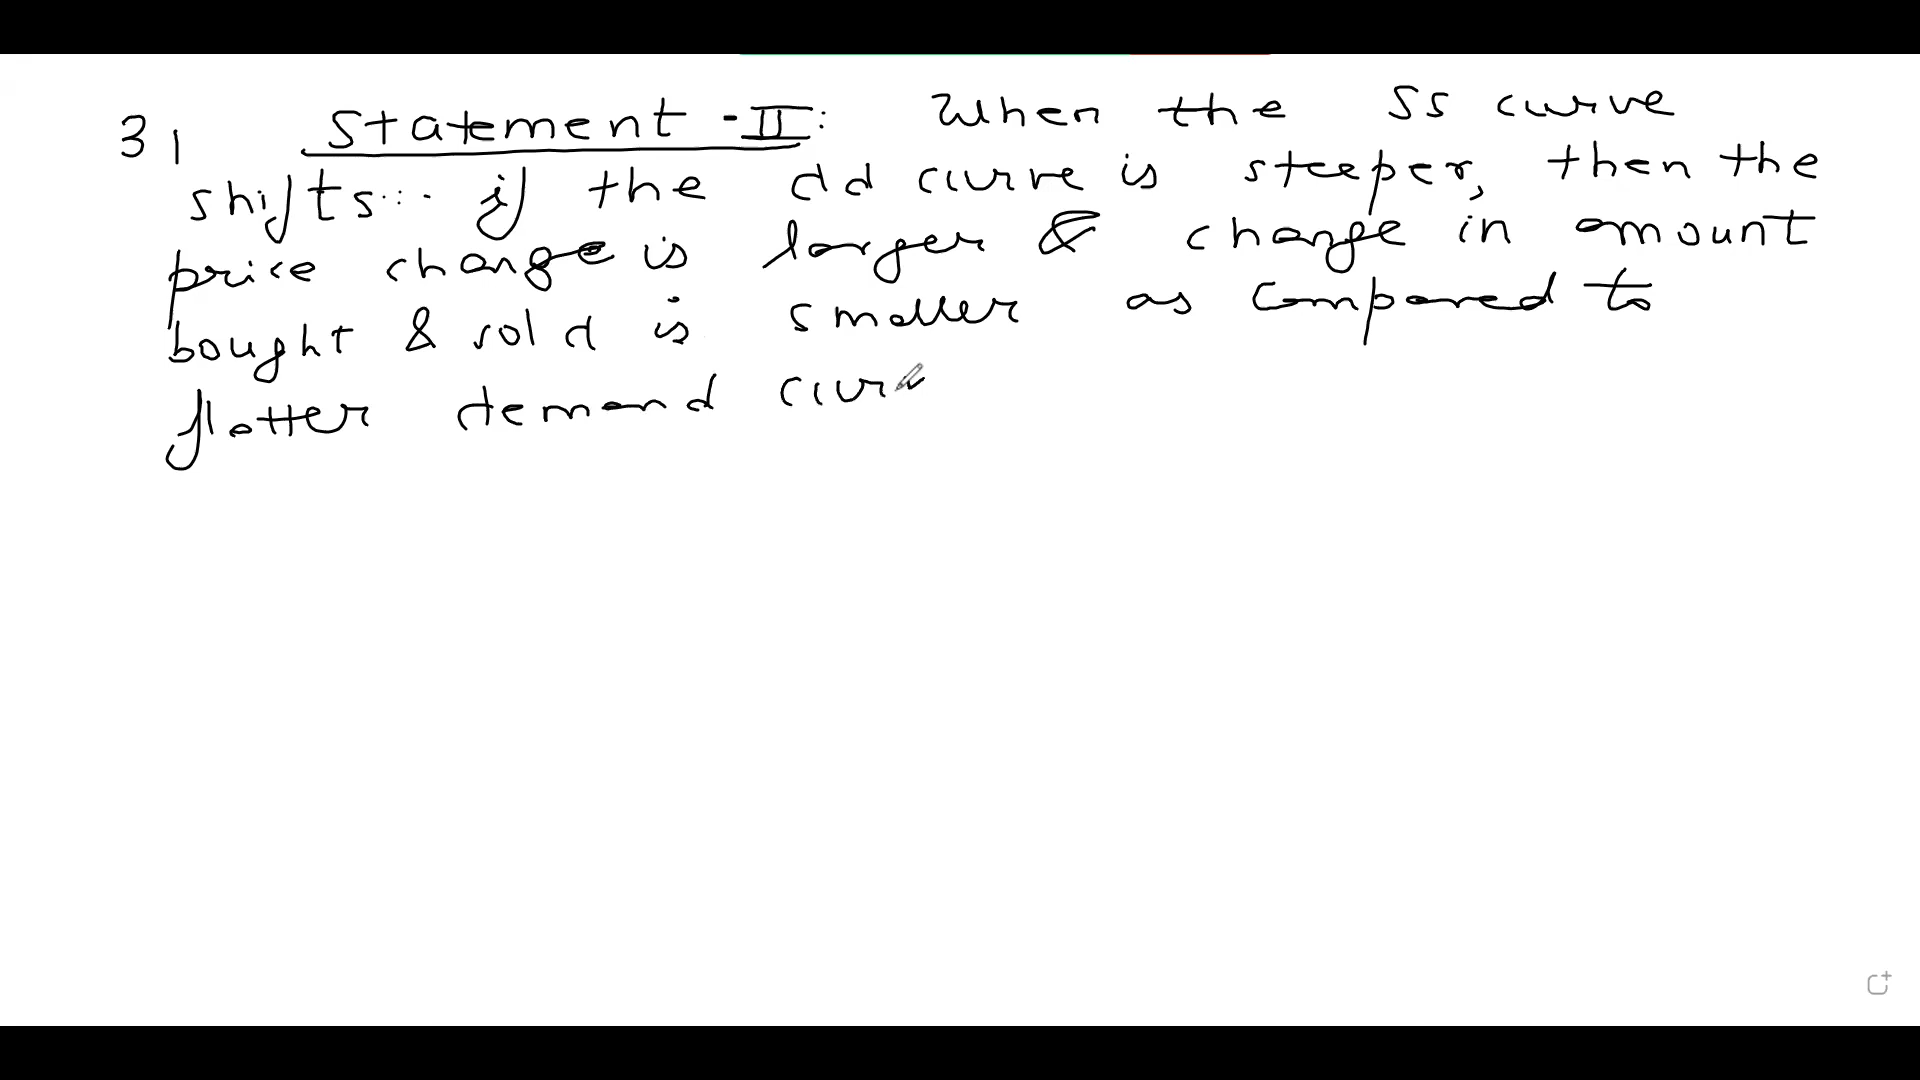 31 Statement -II: When the SS curve
shifts... if the dd curve is steeper, then the
price change is larger & change in amount
bought & sold is smaller as compared to
flatter demand curv